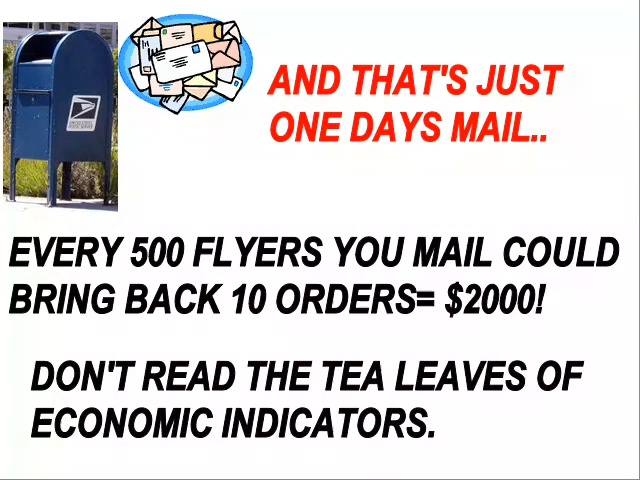 AND THAT'S JUST
ONE DAYS MAIL..
EVERY 500 FLYERS YOU MAIL COULD
BRING BACK 10 ORDERS= $2000!
DON'T READ THE TEA LEAVES OF
ECONOMIC INDICATORS.